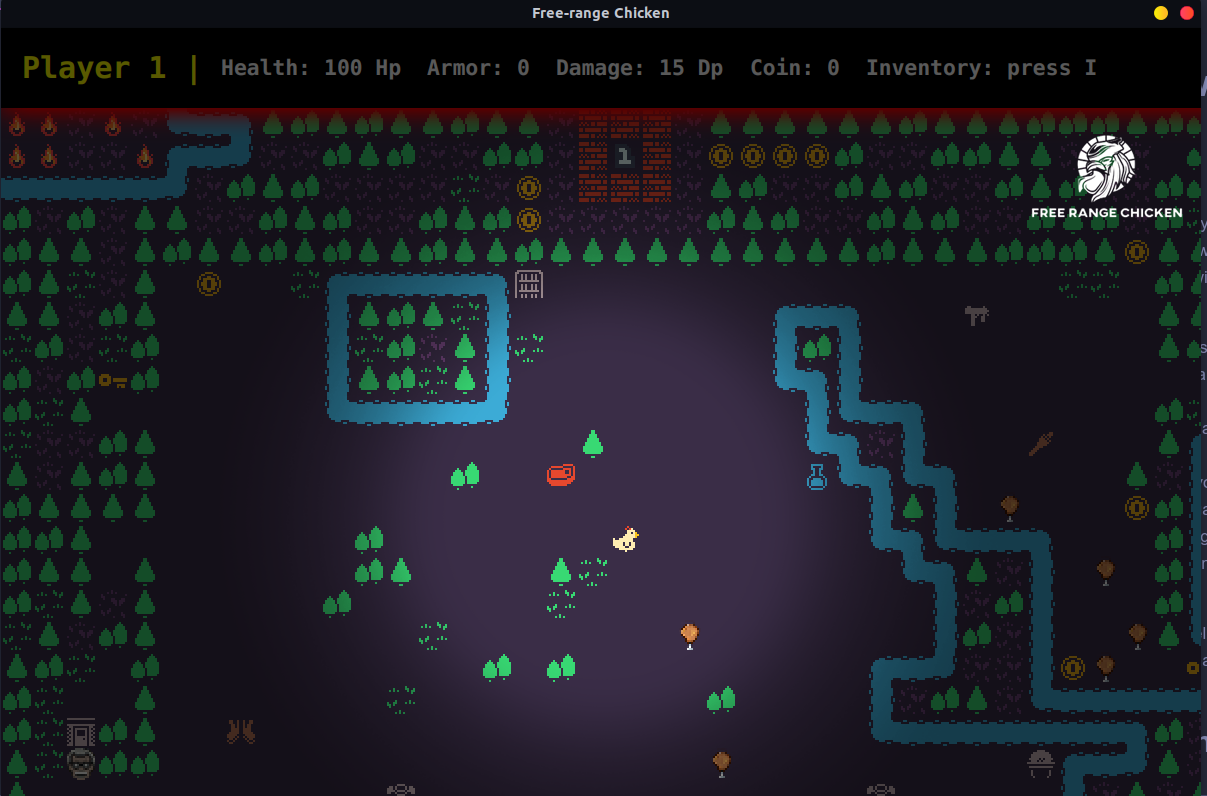 Free-range Chicken
Player 1 | Health: 100 Hp Armor: 0 Damage: 15 Dp Coin: 0 Inventory: press I
1
FREE RANGE CHICKEN